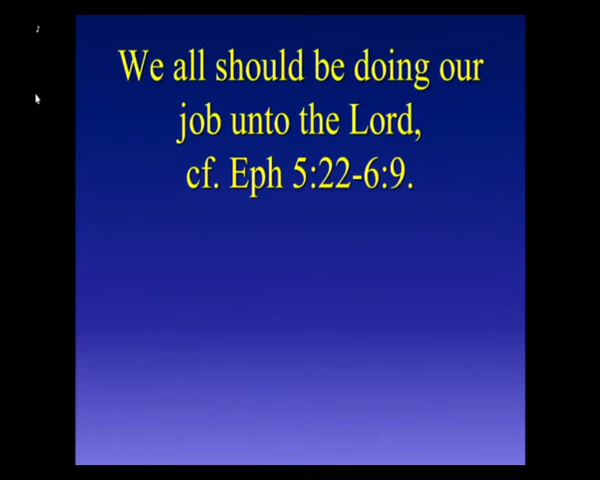 We all should be doing our
job unto the Lord,
cf. Eph 5:22-6:9.